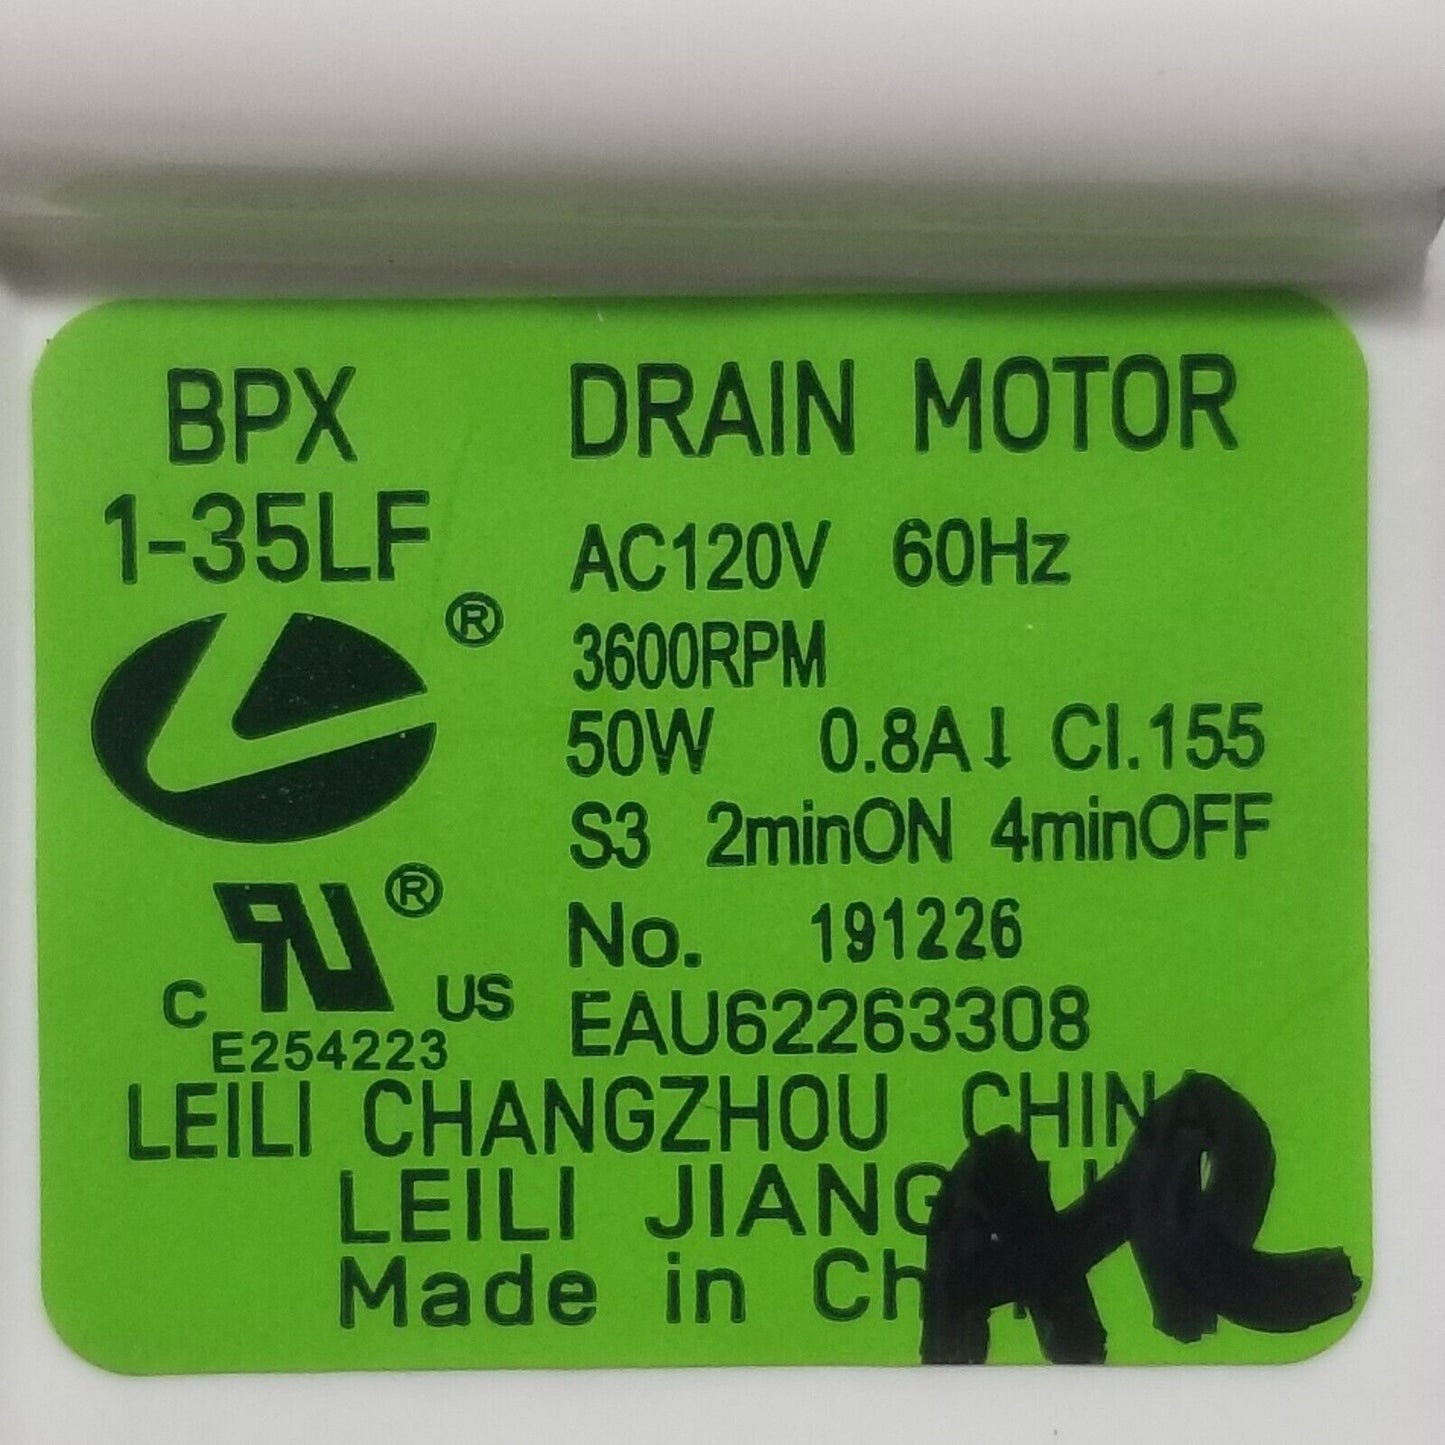 BPX
1-35LF
®
DRAIN MOTOR
AC120V 60Hz
3600RPM
50W 0.8A↓ Cl.155
S3 2minON 4minOFF
No. 191226
EAU62263308
®
C US
E254223
LEILI CHANGZHOU CHINA
LEILI
Made in